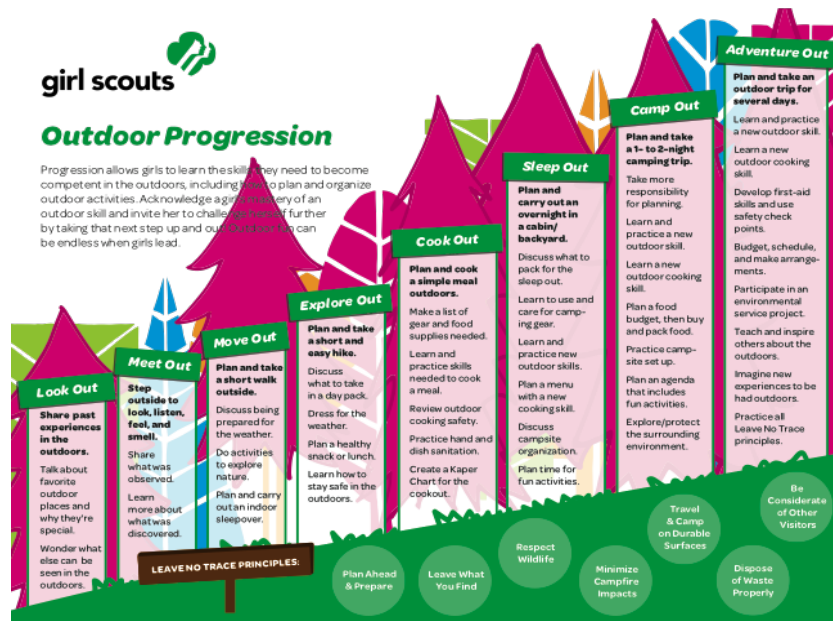 girl scouts
Outdoor Progression
Progression allows girls to learn the skills they need to become
competent in the outdoors, including how to plan and organize
outdoor activities. Acknowledge a girl's mastery of an
outdoor skill and invite her to challenge herself further
by taking that next step up and out. Outdoor fun can
be endless when girls lead.
Look Out
Share past
experiences
in the
outdoors.
Talk about
favorite
outdoor
places and
why they're
special.
Wonder what
else can be
seen in the
outdoors.
Meet Out
Step
outside to
look, listen,
feel, and
smell.
Share
what was
observed.
Learn
more about
what was
discovered.
Move Out
Plan and take
a short walk
outside.
Discuss being
prepared for
the weather.
Do activities
to explore
nature.
Plan and carry
out an indoor
sleepover.
Explore Out
Plan and take
a short and
easy hike.
Discuss
what to take
in a day pack.
Dress for the
weather.
Plan a healthy
snack or lunch.
Learn how to
stay safe in the
outdoors.
Cook Out
Plan and cook
a simple meal
outdoors.
Make a list of
gear and food
supplies needed.
Learn and
practice skills
needed to cook
a meal.
Review outdoor
cooking safety.
Practice hand and
dish sanitation.
Create a Kaper
Chart for the
cookout.
Sleep Out
Plan and
carry out an
overnight in
a cabin/
backyard.
Discuss what to
pack for the
sleep out.
Learn to use and
care for camp-
ing gear.
Learn and
practice new
outdoor skills.
Plan a menu
with a new
cooking skill.
Discuss
campsite
organization.
Plan time for
fun activities.
Camp Out
Plan and take
a 1- to 2-night
camping trip.
Take more
responsibility
for planning.
Learn and
practice a new
outdoor skill.
Learn a new
outdoor cooking
skill.
Plan a food
budget, then buy
and pack food.
Practice camp-
site set up.
Plan an agenda
that includes
fun activities.
Explore/protect
the surrounding
environment.
Adventure Out
Plan and take an
outdoor trip for
several days.
Learn and practice
a new outdoor skill.
Learn a new
outdoor cooking
skill.
Develop first-aid
skills and use
safety check
points.
Budget, schedule,
and make arrange-
ments.
Participate in an
environmental
service project.
Teach and inspire
others about the
outdoors.
Imagine new
experiences to be
had outdoors.
Practice all
Leave No Trace
principles.
LEAVE NO TRACE PRINCIPLES:
Plan Ahead
& Prepare
Leave What
You Find
Respect
Wildlife
Minimize
Campfire
Impacts
Travel
& Camp
on Durable
Surfaces
Dispose
of Waste
Properly
Be
Considerate
of Other
Visitors